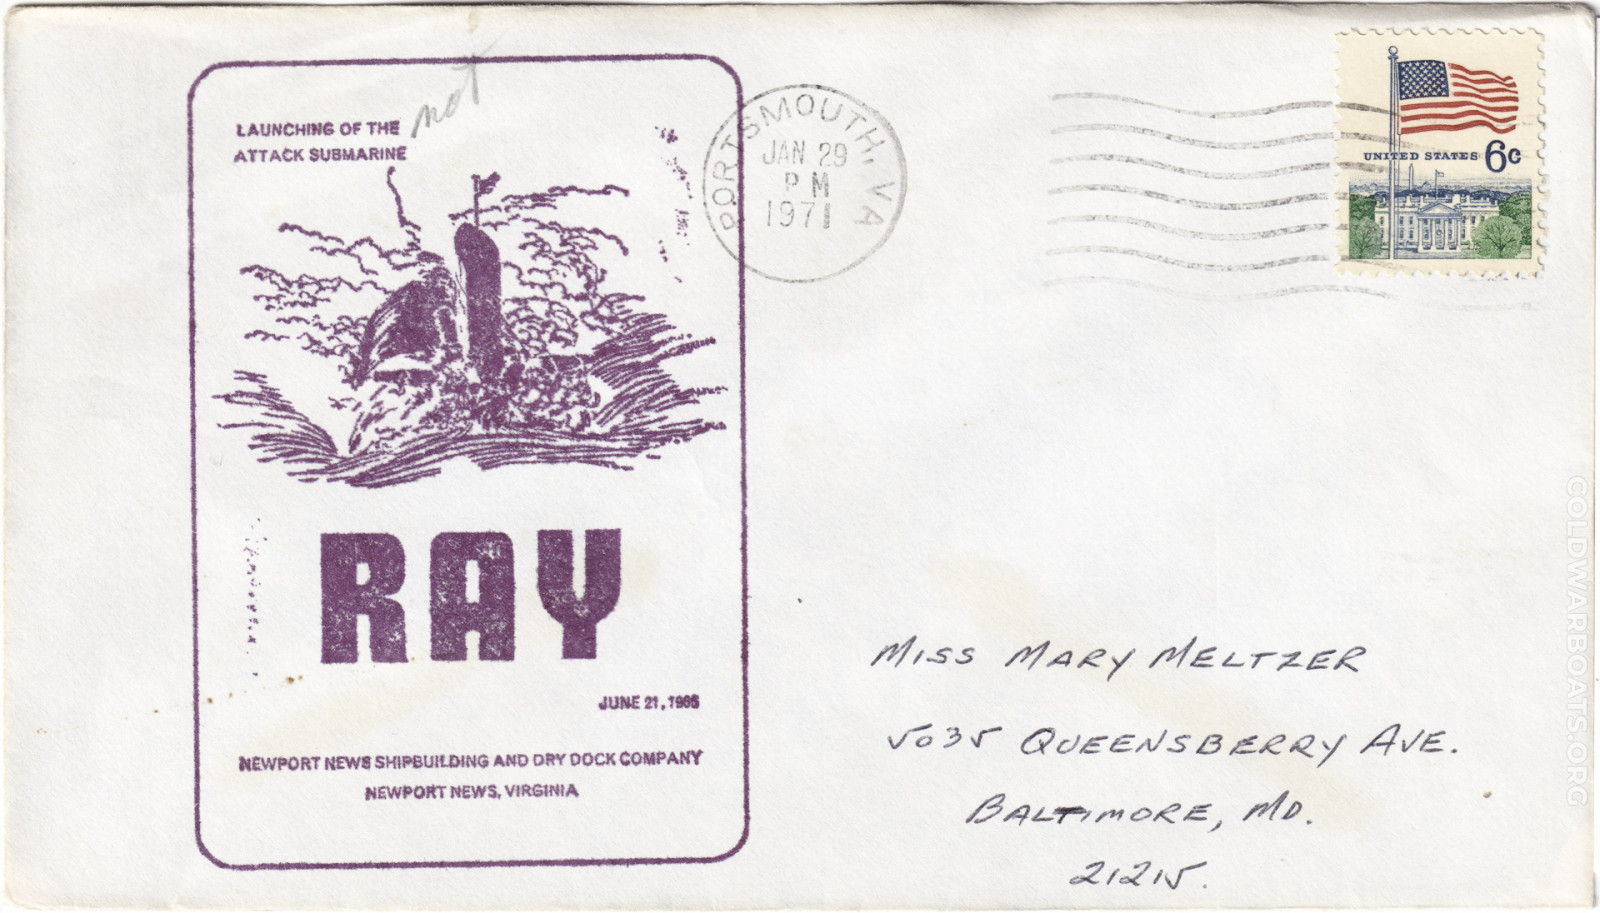 LAUNCHING OF THE
ATTACK SUBMARINE
not
RAY
JUNE 21, 1966
NEWPORT NEWS SHIPBUILDING AND DRY DOCK COMPANY
NEWPORT NEWS, VIRGINIA
PORTSMOUTH, VA
JAN 29
PM
1971
UNITED STATES 6c
MISS MARY MELTZER
5035 QUEENSBERRY AVE.
BALTIMORE, MD.
21215.
COLDWARBOATS.ORG